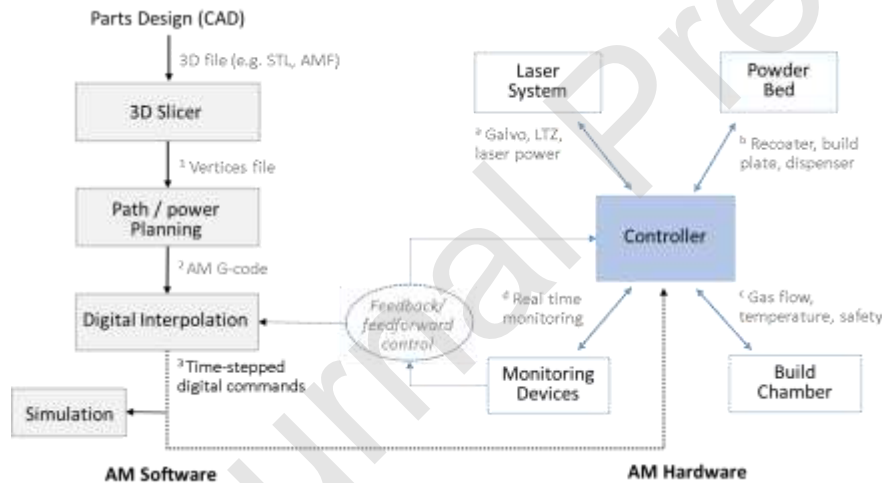 Parts Design (CAD)
3D file (e.g. STL, AMF)
3D Slicer
1 Vertices file
Path / power
Planning
2 AM G-code
Digital Interpolation
3 Time-stepped
digital commands
Simulation
AM Software
Feedback/
feedforward
control
Laser
System
Powder
Bed
a Galvo, LTZ,
laser power
b Recoater, build
plate, dispenser
Controller
d Real time
monitoring
c Gas flow,
temperature, safety
Monitoring
Devices
Build
Chamber
AM Hardware
urnal Pre